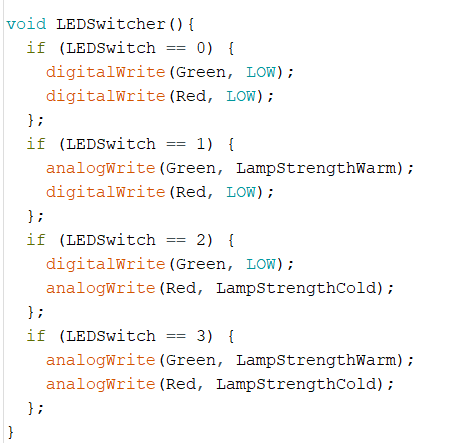 void LEDSwitcher(){
  if (LEDSwitch == 0) {
    digitalWrite(Green, LOW);
    digitalWrite(Red, LOW);
  };
  if (LEDSwitch == 1) {
    analogWrite(Green, LampStrengthWarm);
    digitalWrite(Red, LOW);
  };
  if (LEDSwitch == 2) {
    digitalWrite(Green, LOW);
    analogWrite(Red, LampStrengthCold);
  };
  if (LEDSwitch == 3) {
    analogWrite(Green, LampStrengthWarm);
    analogWrite(Red, LampStrengthCold);
  };
}